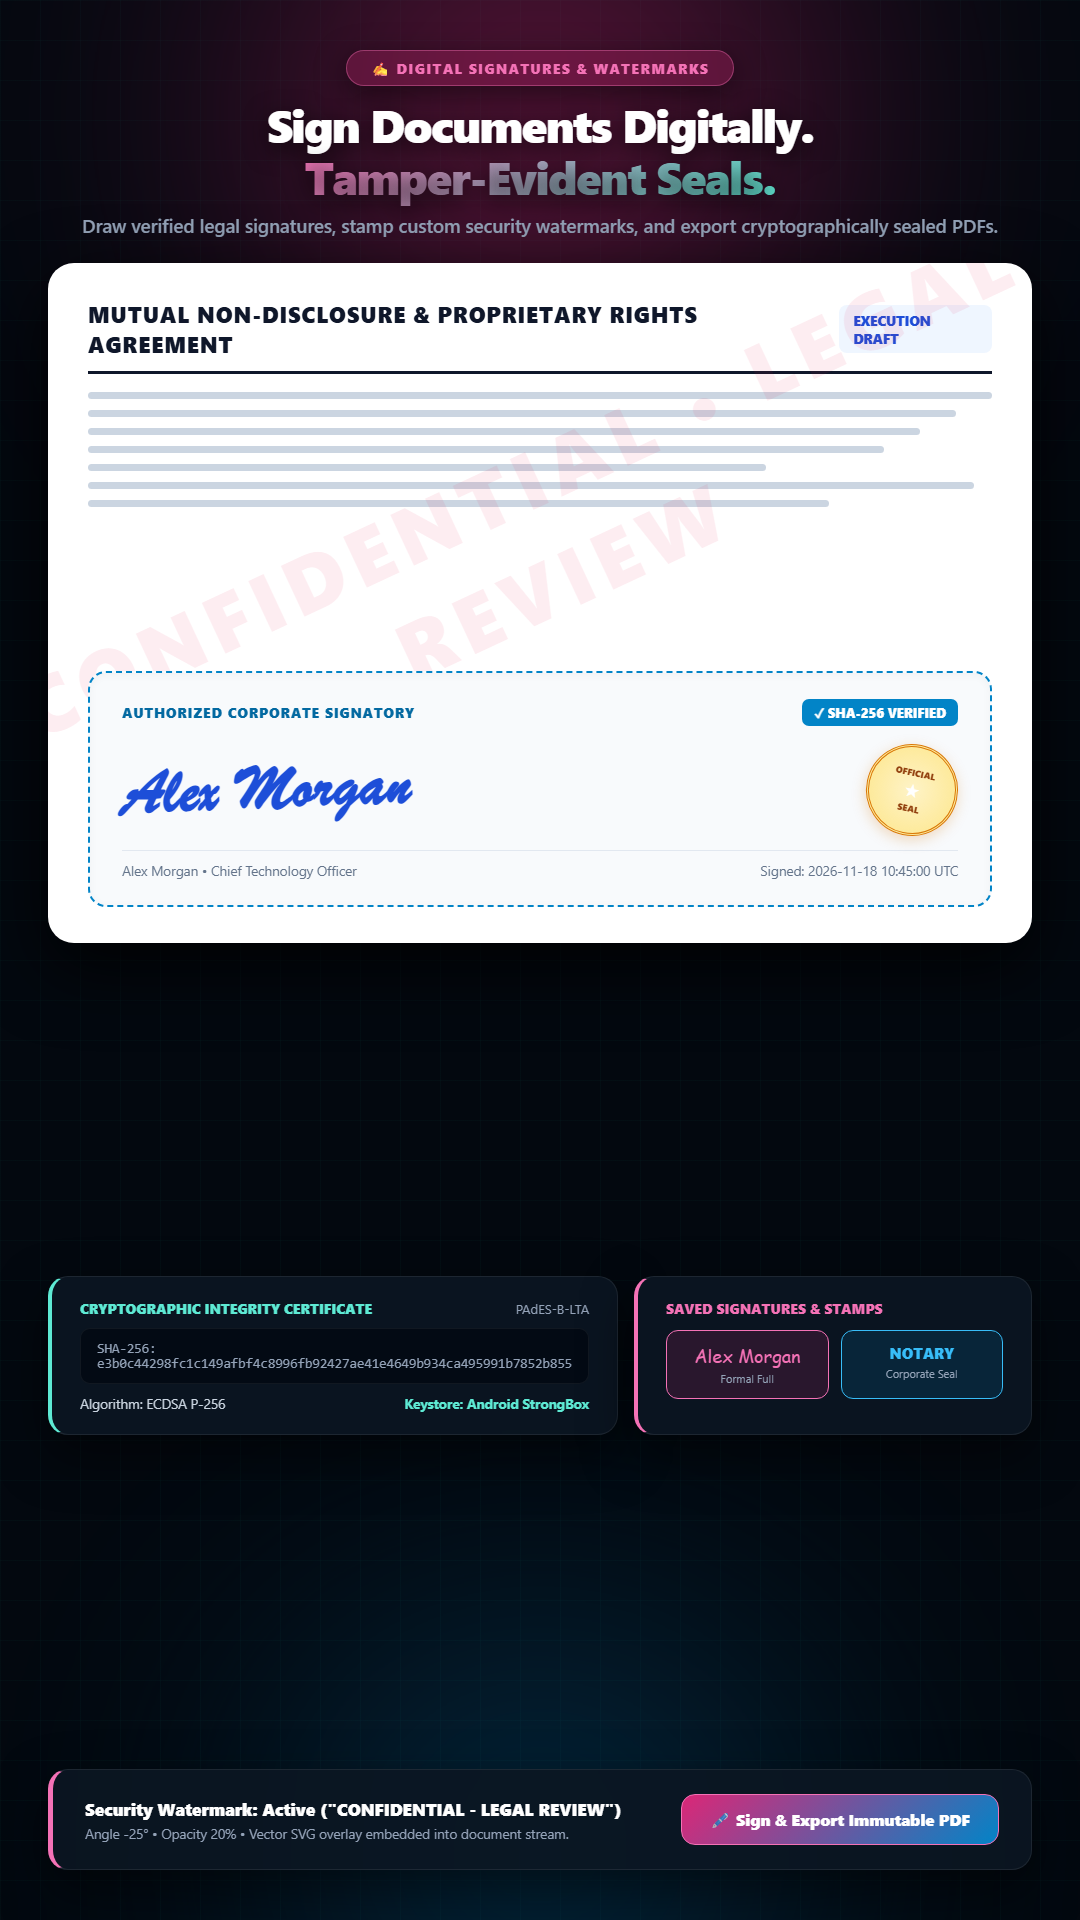 ✍️ DIGITAL SIGNATURES & WATERMARKS
Sign Documents Digitally.
Tamper-Evident Seals.
Draw verified legal signatures, stamp custom security watermarks, and export cryptographically sealed PDFs.
MUTUAL NON-DISCLOSURE & PROPRIETARY RIGHTS
AGREEMENT
EXECUTION
DRAFT
CONFIDENTIAL • LEGAL
REVIEW
AUTHORIZED CORPORATE SIGNATORY
✓ SHA-256 VERIFIED
Alex Morgan
OFFICIAL
★
SEAL
Alex Morgan • Chief Technology Officer
Signed: 2026-11-18 10:45:00 UTC
CRYPTOGRAPHIC INTEGRITY CERTIFICATE
PAdES-B-LTA
SHA-256:
e3b0c44298fc1c149afbf4c8996fb92427ae41e4649b934ca495991b7852b855
Algorithm: ECDSA P-256
Keystore: Android StrongBox
SAVED SIGNATURES & STAMPS
Alex Morgan
Formal Full
NOTARY
Corporate Seal
Security Watermark: Active ("CONFIDENTIAL - LEGAL REVIEW")
Angle -25° • Opacity 20% • Vector SVG overlay embedded into document stream.
🖊️ Sign & Export Immutable PDF